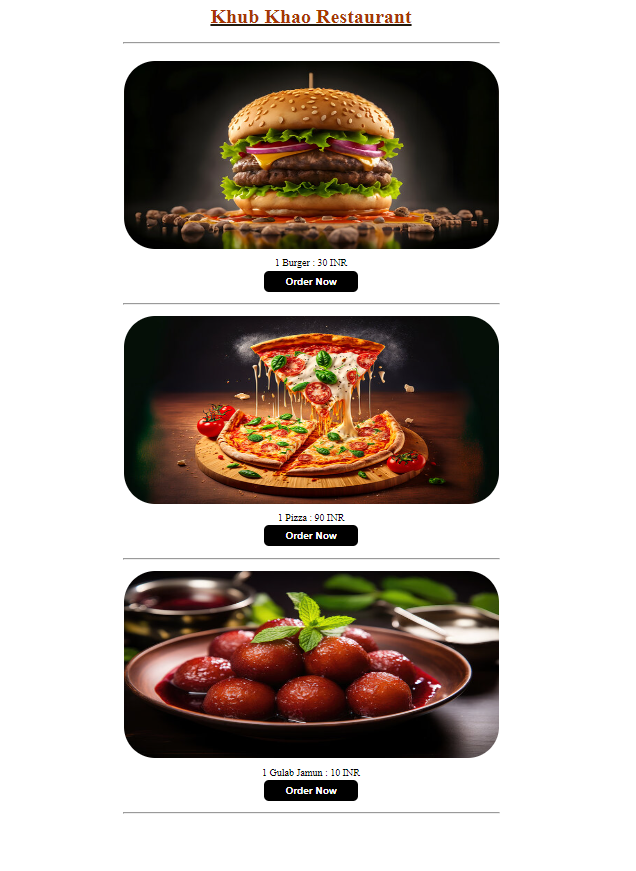 Khub Khao Restaurant
1 Burger : 30 INR
Order Now
1 Pizza : 90 INR
Order Now
1 Gulab Jamun : 10 INR
Order Now